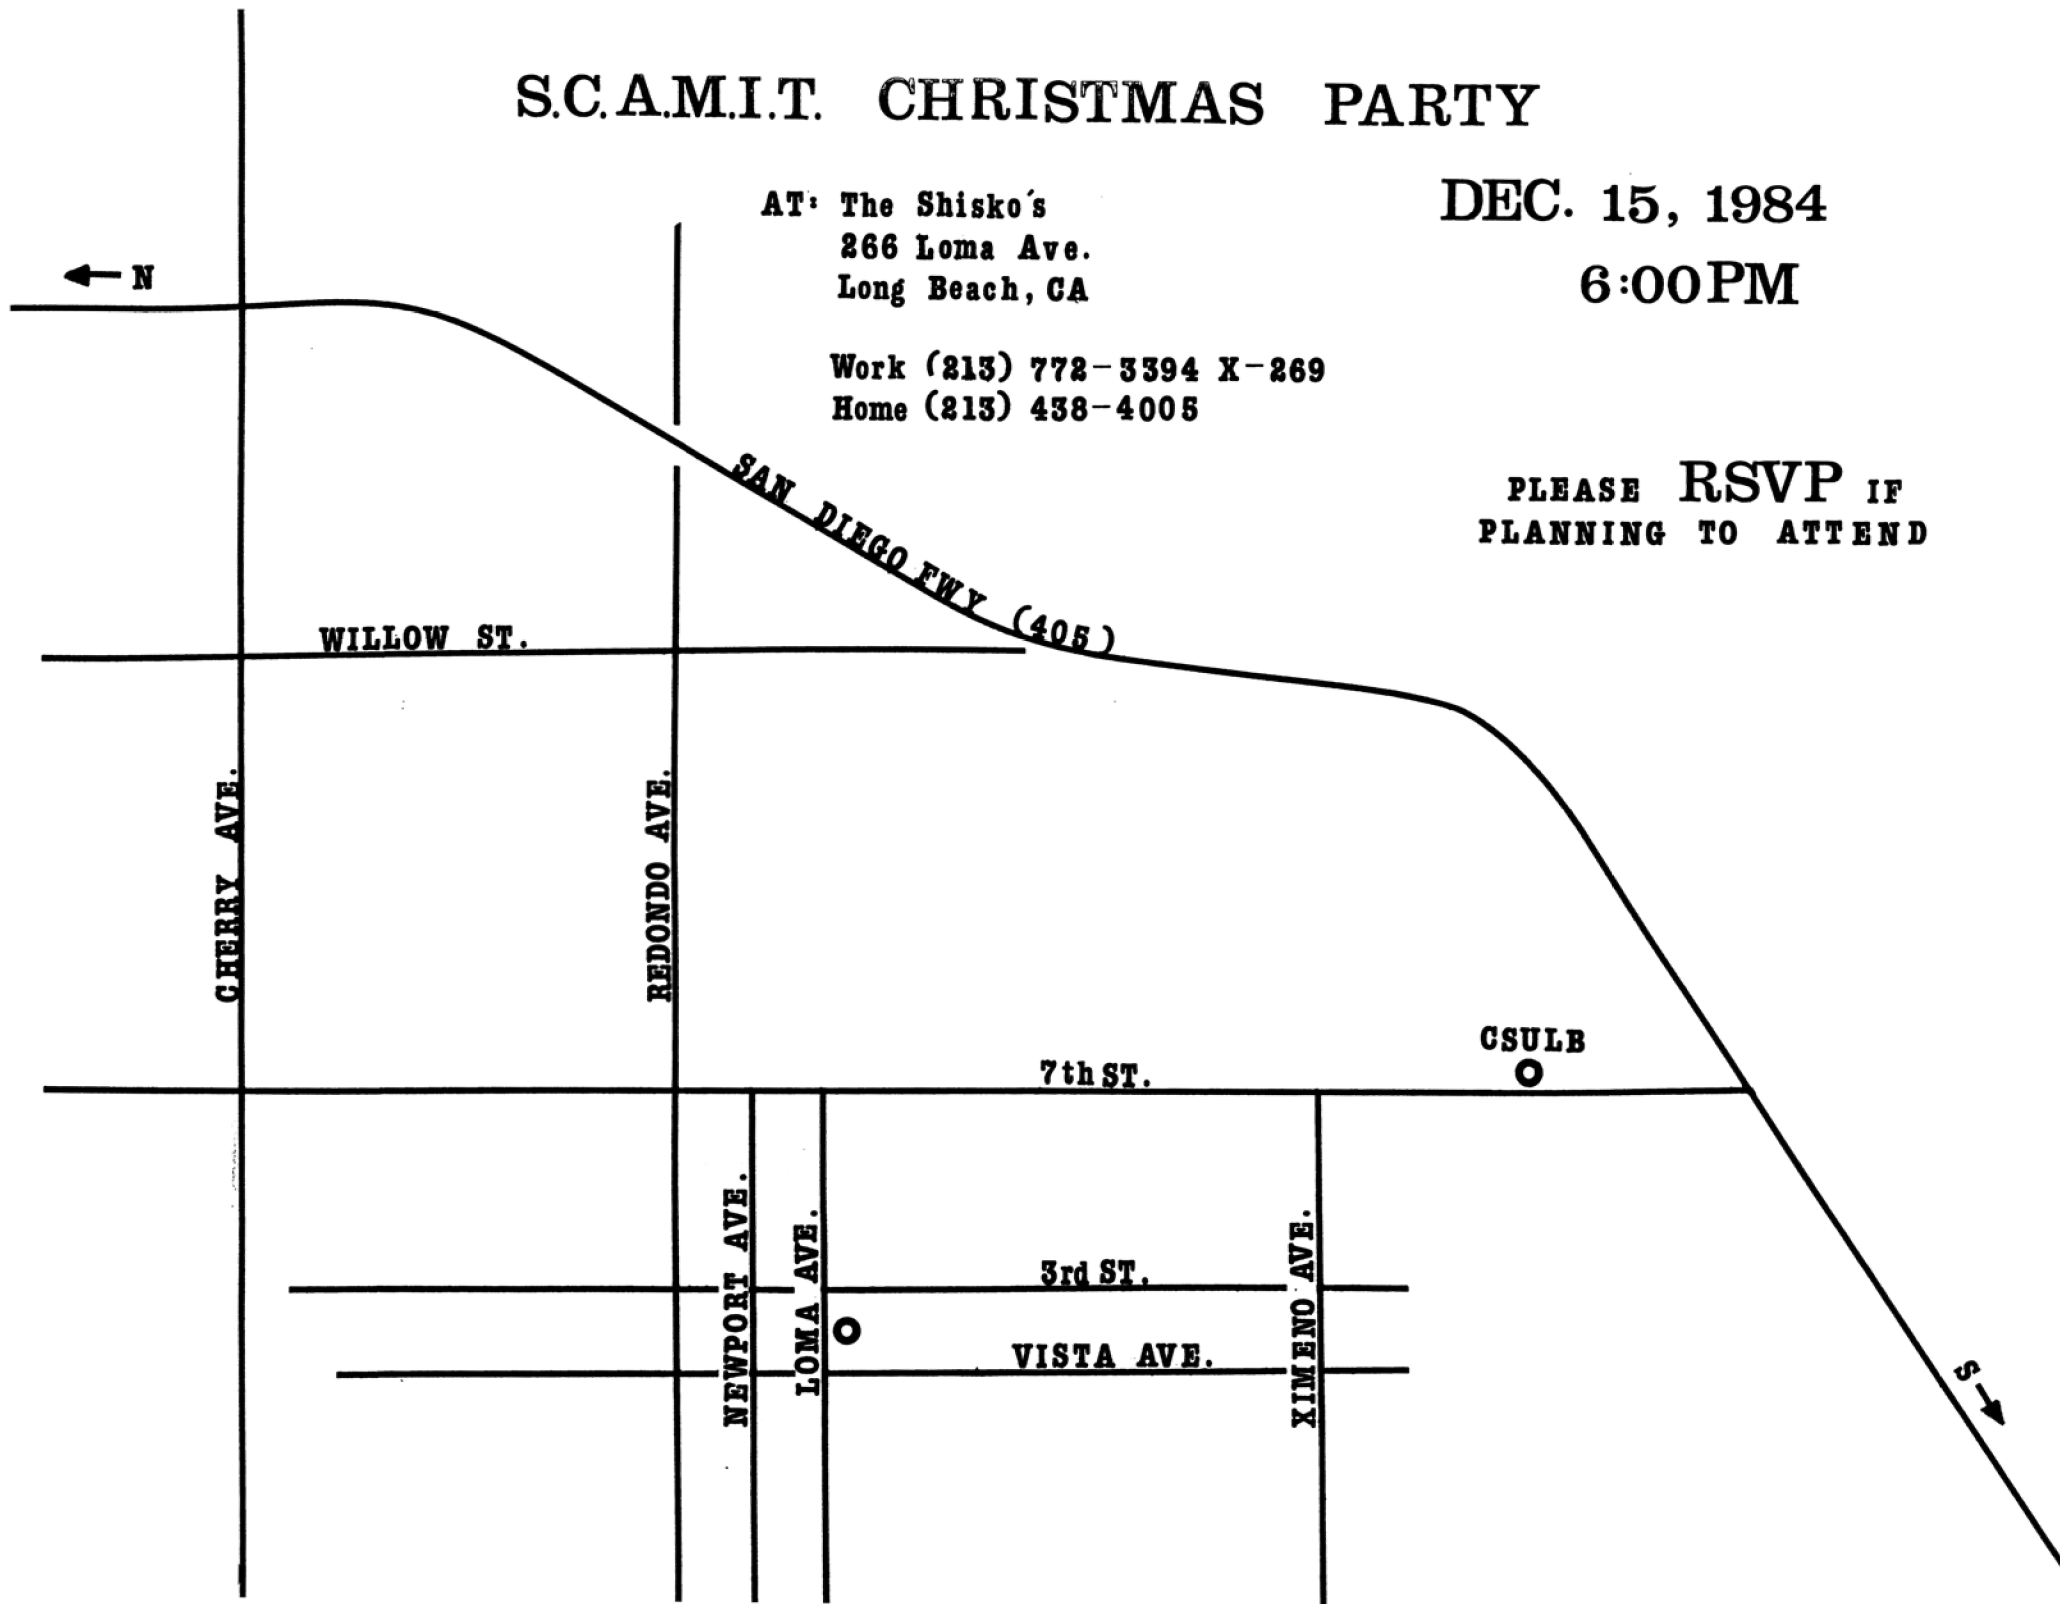 S.C.A.M.I.T. CHRISTMAS PARTY
AT: The Shisko's
266 Loma Ave.
Long Beach, CA
DEC. 15, 1984
6:00PM
N
Work (213) 772-3394 X-269
Home (213) 438-4005
PLEASE RSVP IF
PLANNING TO ATTEND
SAN DIEGO FWY (405)
WILLOW ST.
CHERRY AVE.
REDONDO AVE.
CSULB
7th ST.
NEWPORT AVE.
LOMA AVE.
XIMENO AVE.
3rd ST.
VISTA AVE.
S